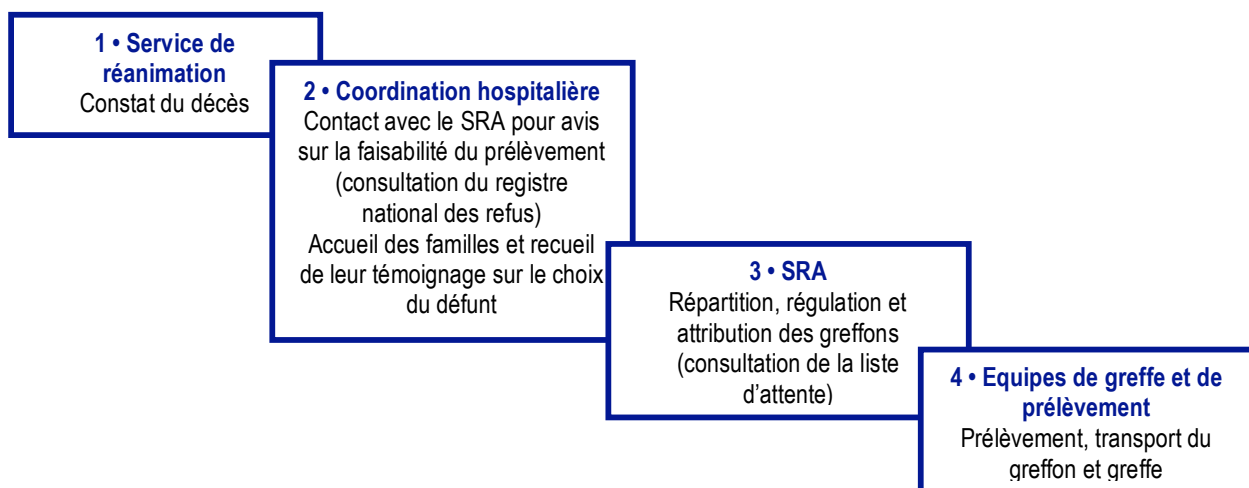 1 • Service de
réanimation
Constat du décès
2 • Coordination hospitalière
Contact avec le SRA pour avis
sur la faisabilité du prélèvement
(consultation du registre
national des refus)
Accueil des familles et recueil
de leur témoignage sur le choix
du défunt
3 • SRA
Répartition, régulation et
attribution des greffons
(consultation de la liste
d’attente)
4 • Equipes de greffe et de
prélèvement
Prélèvement, transport du
greffon et greffe